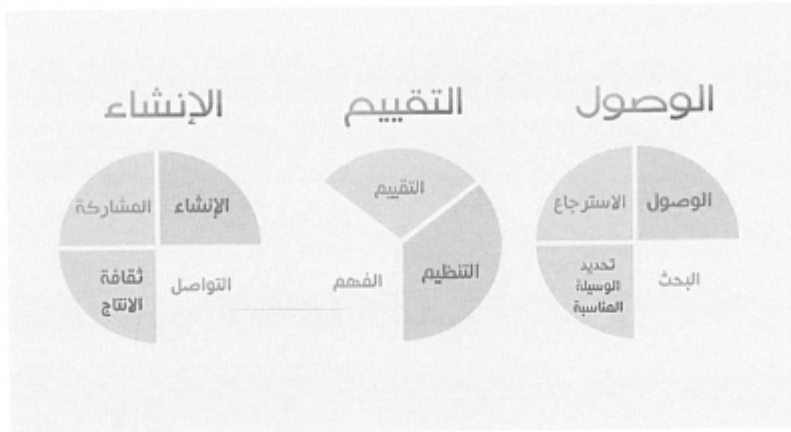 الوصول
التقييم
الإنشاء
الوصول
الاسترجاع
البحث
تحديد
الوسيلة
المناسبة
التقييم
التنظيم
الفهم
الإنشاء
المشاركة
التواصل
ثقافة
الإنتاج